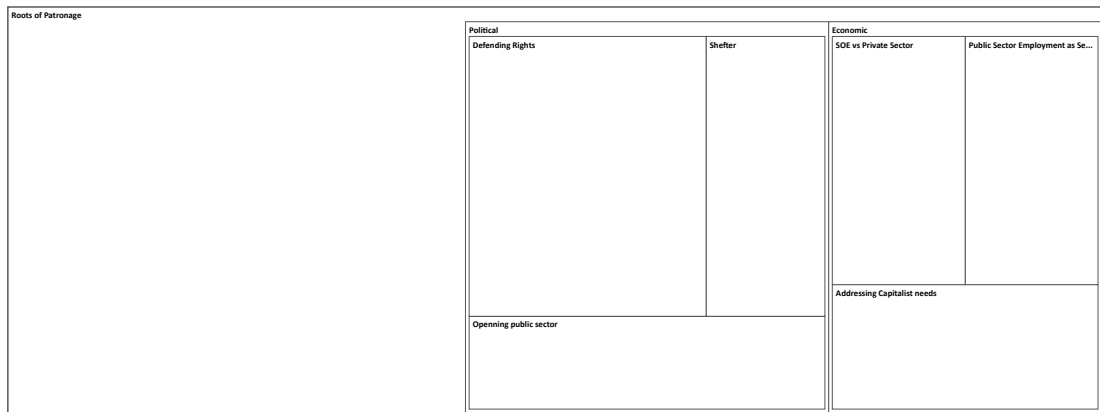 Roots of Patronage
Political
Economic
Defending Rights
Shefter
SOE vs Private Sector
Public Sector Employment as Se...
Addressing Capitalist needs
Openning public sector